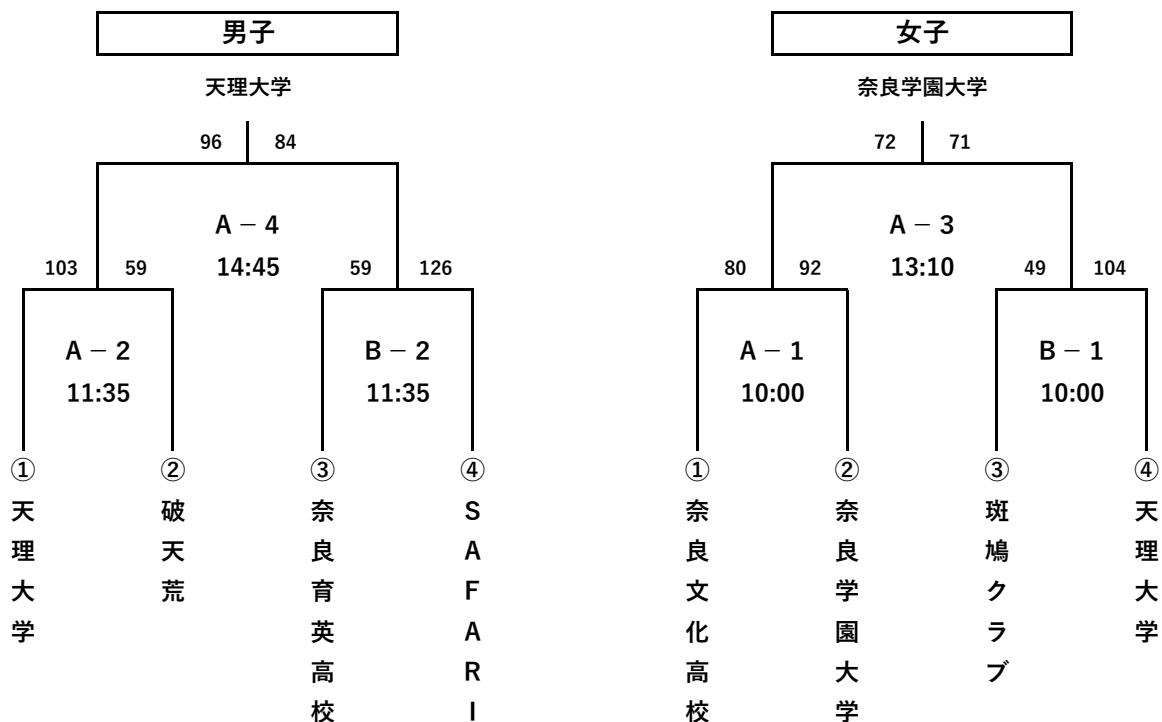 男子
天理大学
96 84
A － 4
14:45
103 59
59 126
A － 2
11:35
B － 2
11:35
①
天理大学
②
破天荒
③
奈良育英高校
④
SAFARI
女子
奈良学園大学
72 71
A － 3
13:10
80 92
49 104
A － 1
10:00
B － 1
10:00
①
奈良文化高校
②
奈良学園大学
③
斑鳩クラブ
④
天理大学